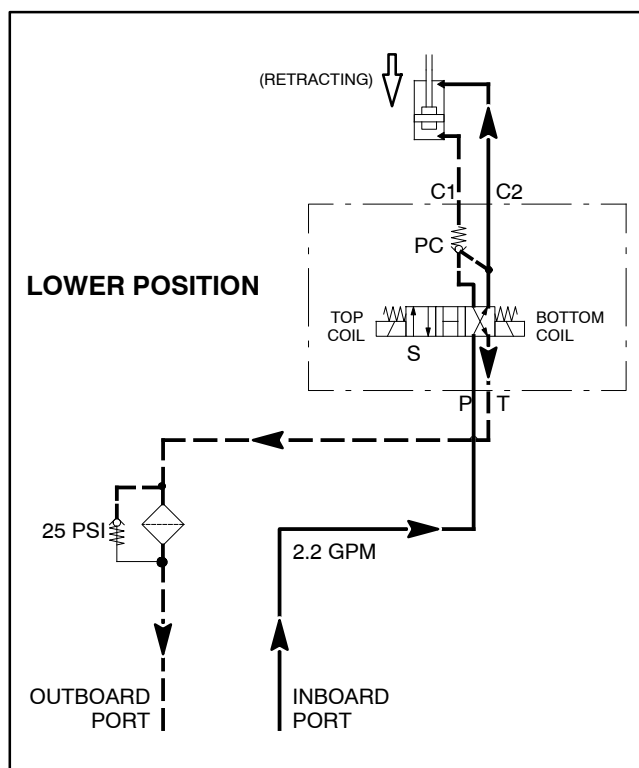 (RETRACTING)
C1
C2
PC
LOWER POSITION
TOP
COIL
BOTTOM
COIL
S
P
T
25 PSI
2.2 GPM
OUTBOARD
PORT
INBOARD
PORT